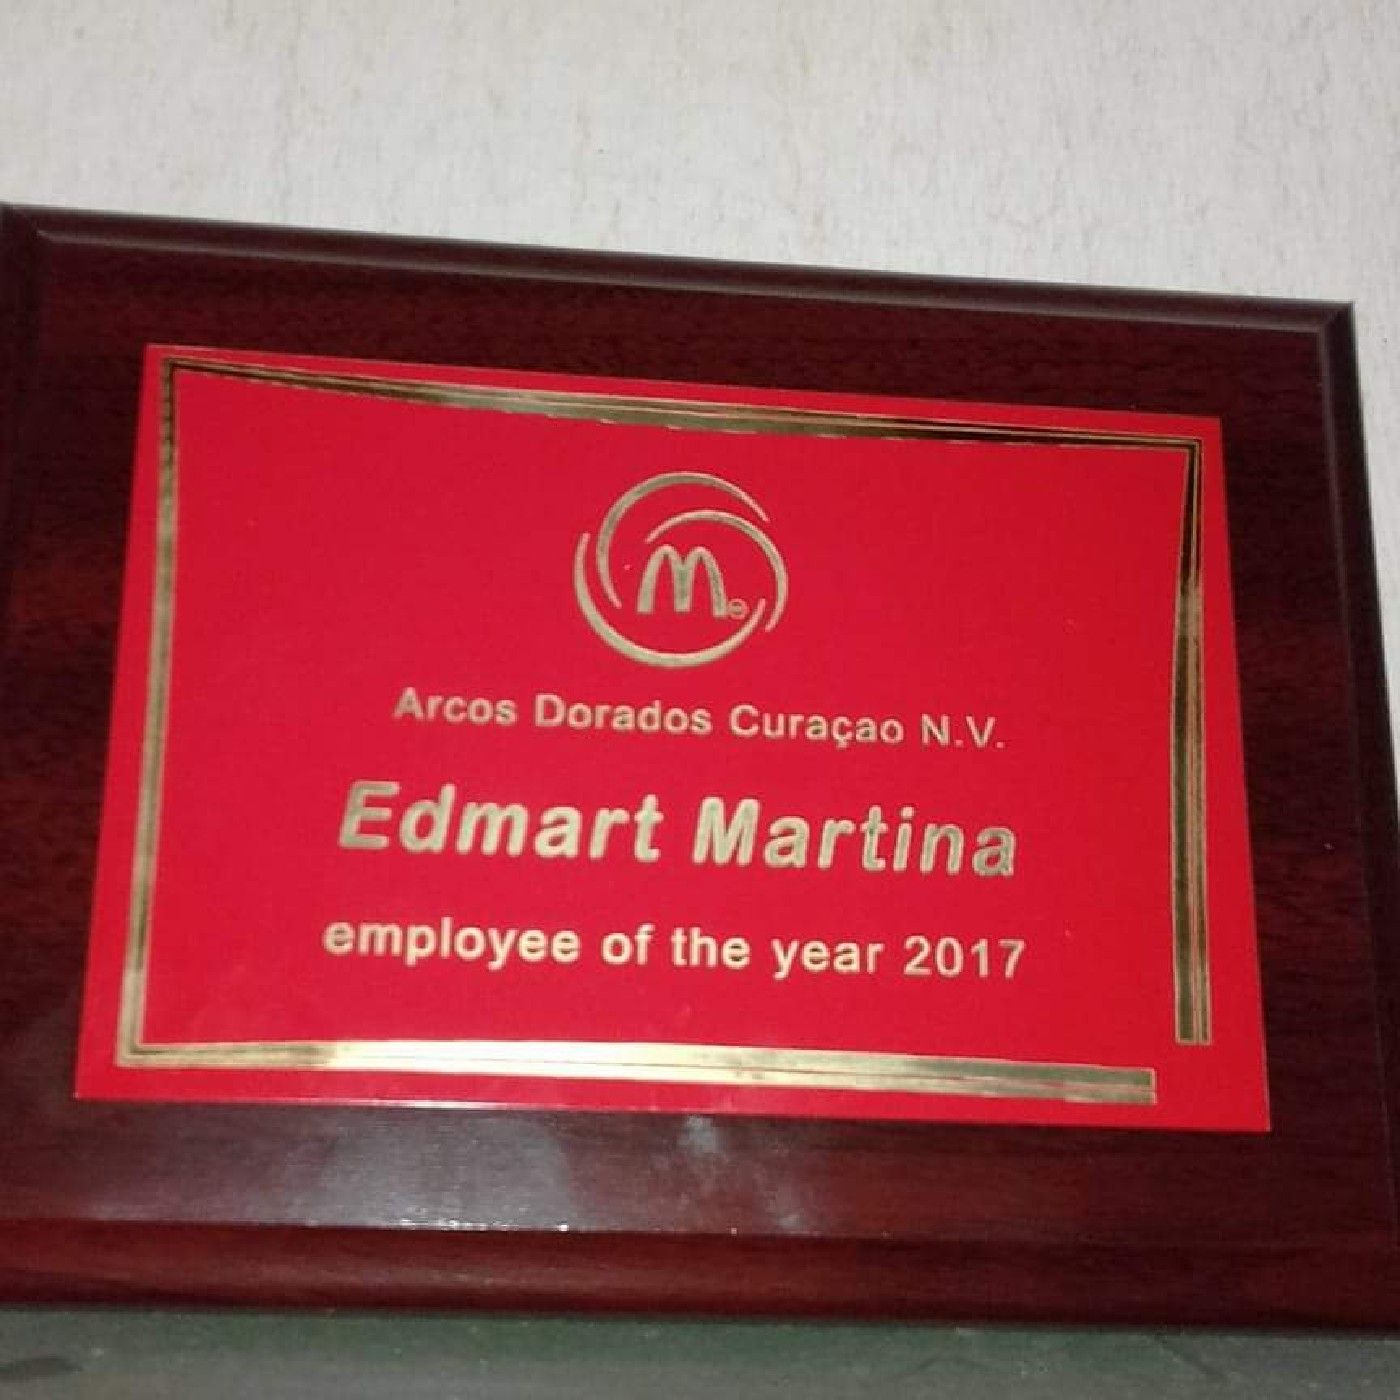 M
Arcos Dorados Curaçao N.V.
Edmart Martina
employee of the year 2017